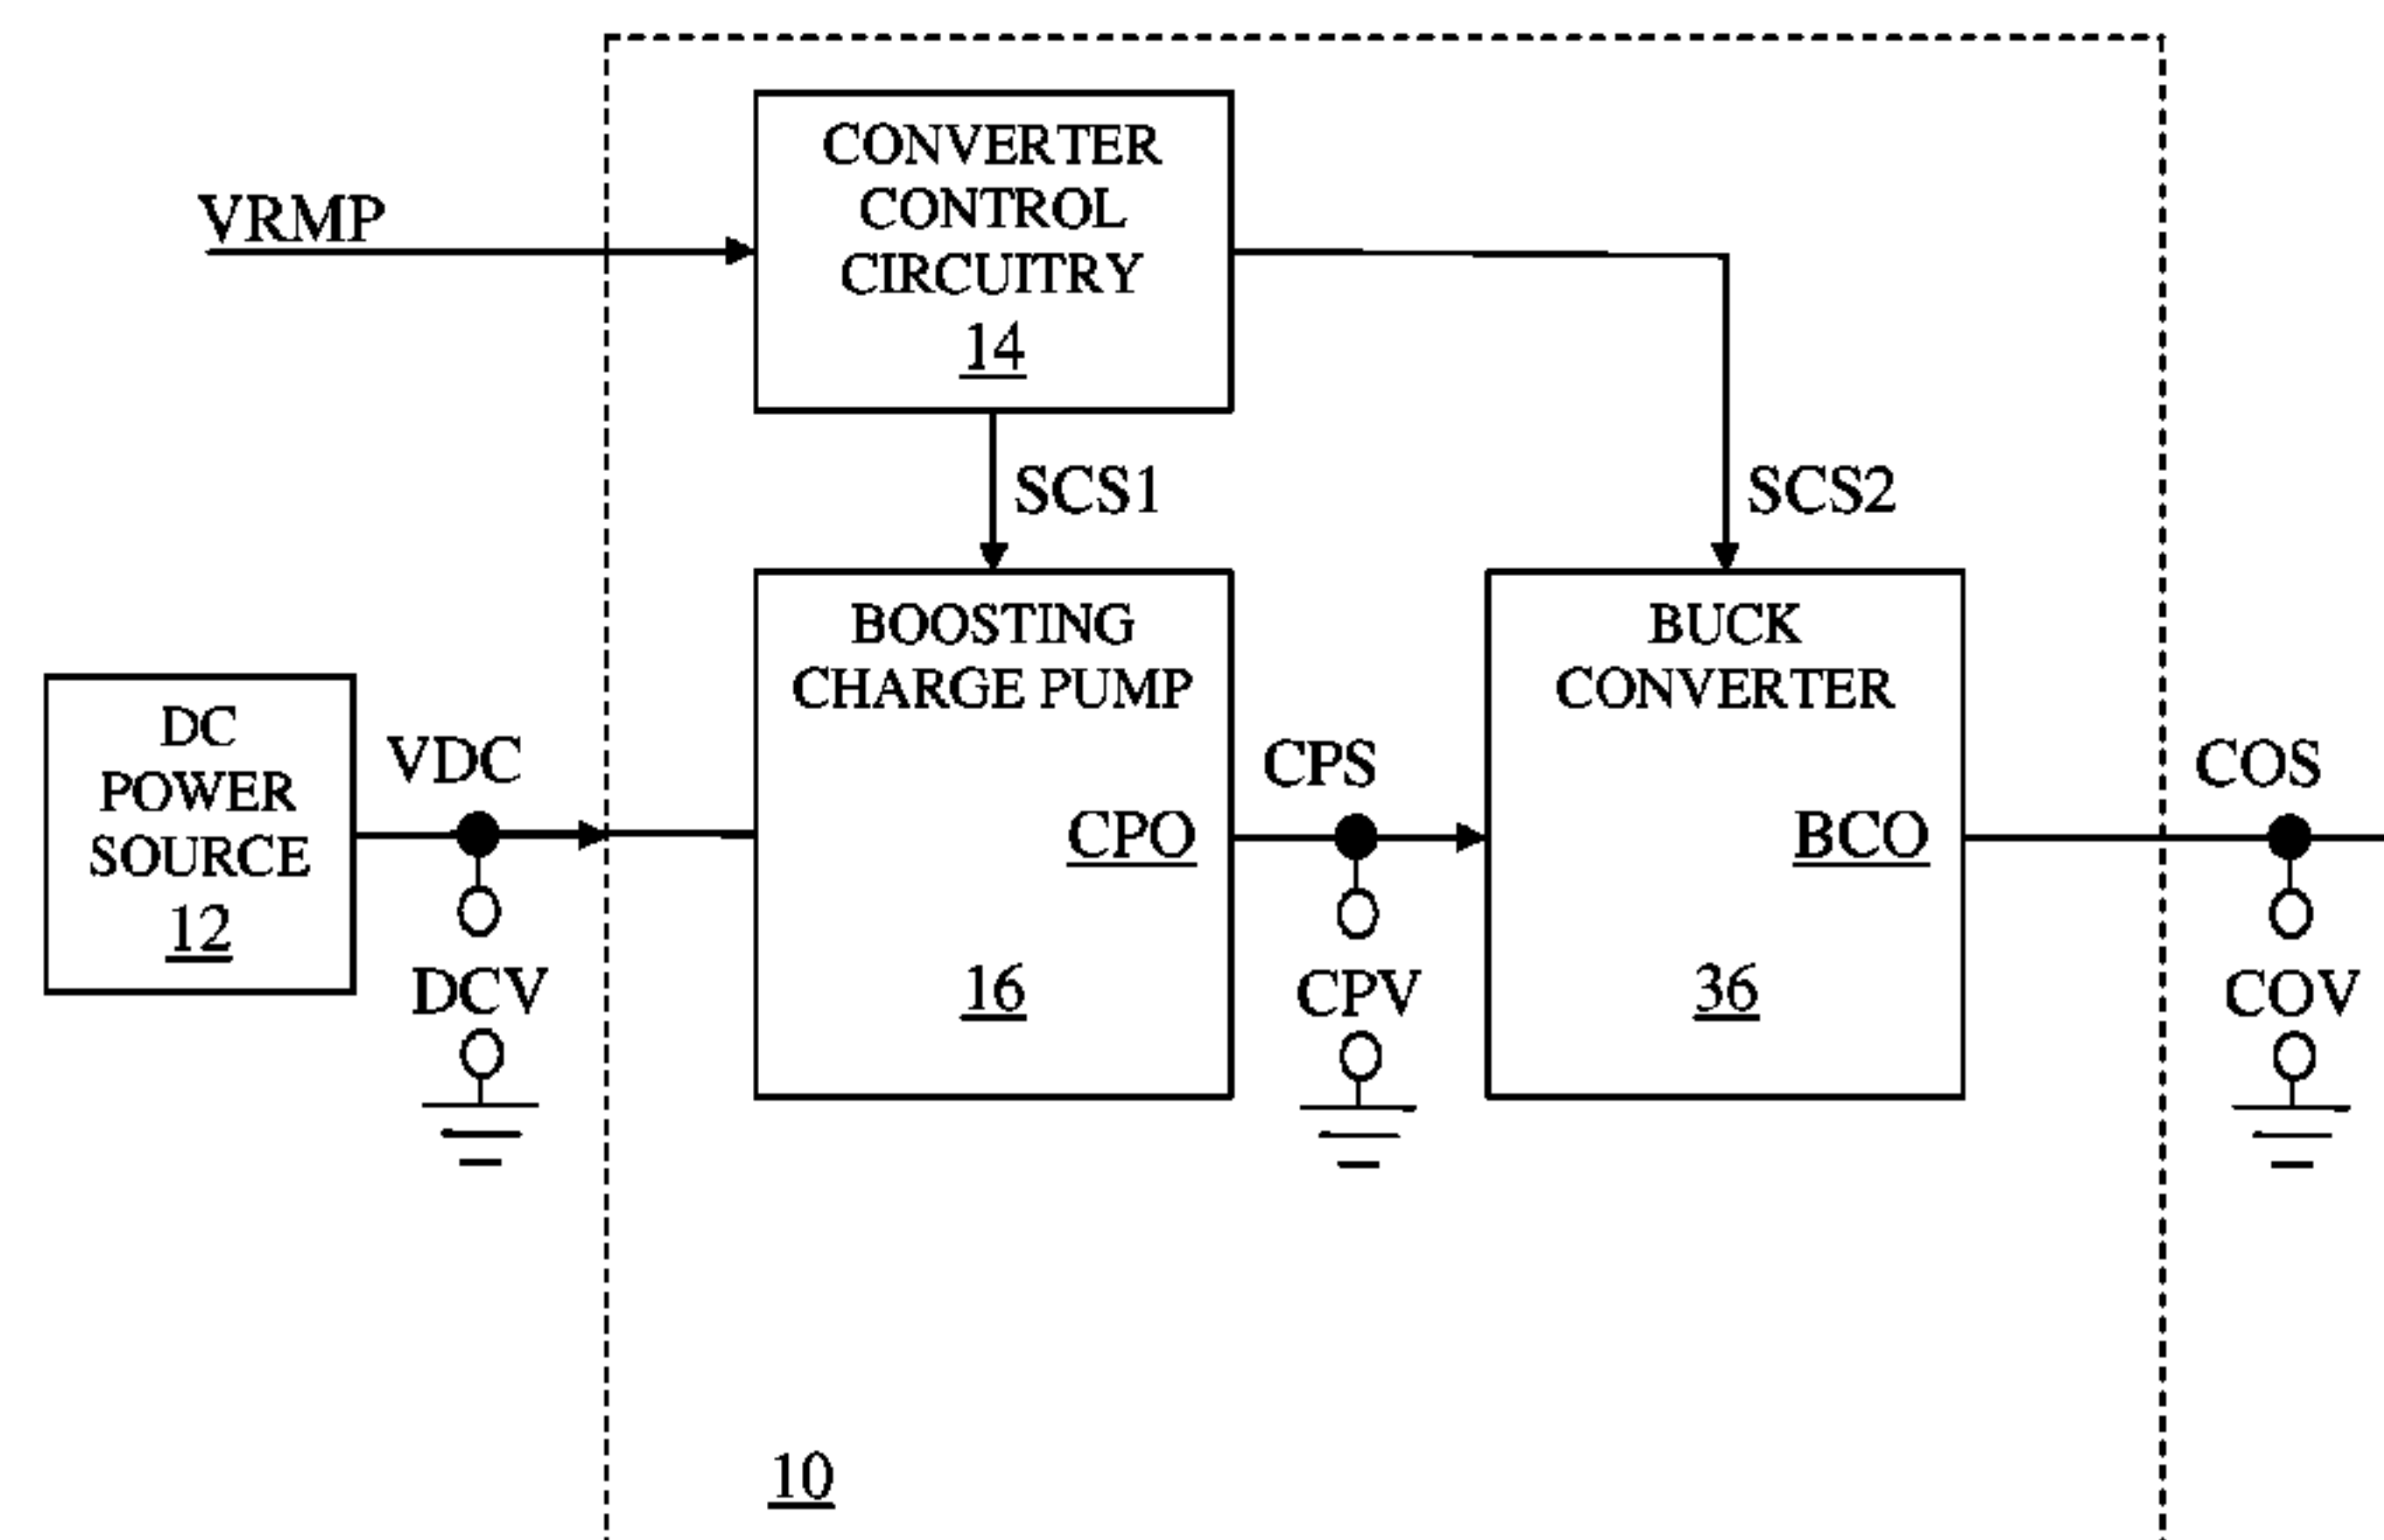 CONVERTER
CONTROL
CIRCUITRY
14
VRMP
SCS1
SCS2
DC
POWER
SOURCE
12
VDC
DCV
BOOSTING
CHARGE PUMP
CPO
16
CPS
CPV
BUCK
CONVERTER
BCO
36
COS
COV
10